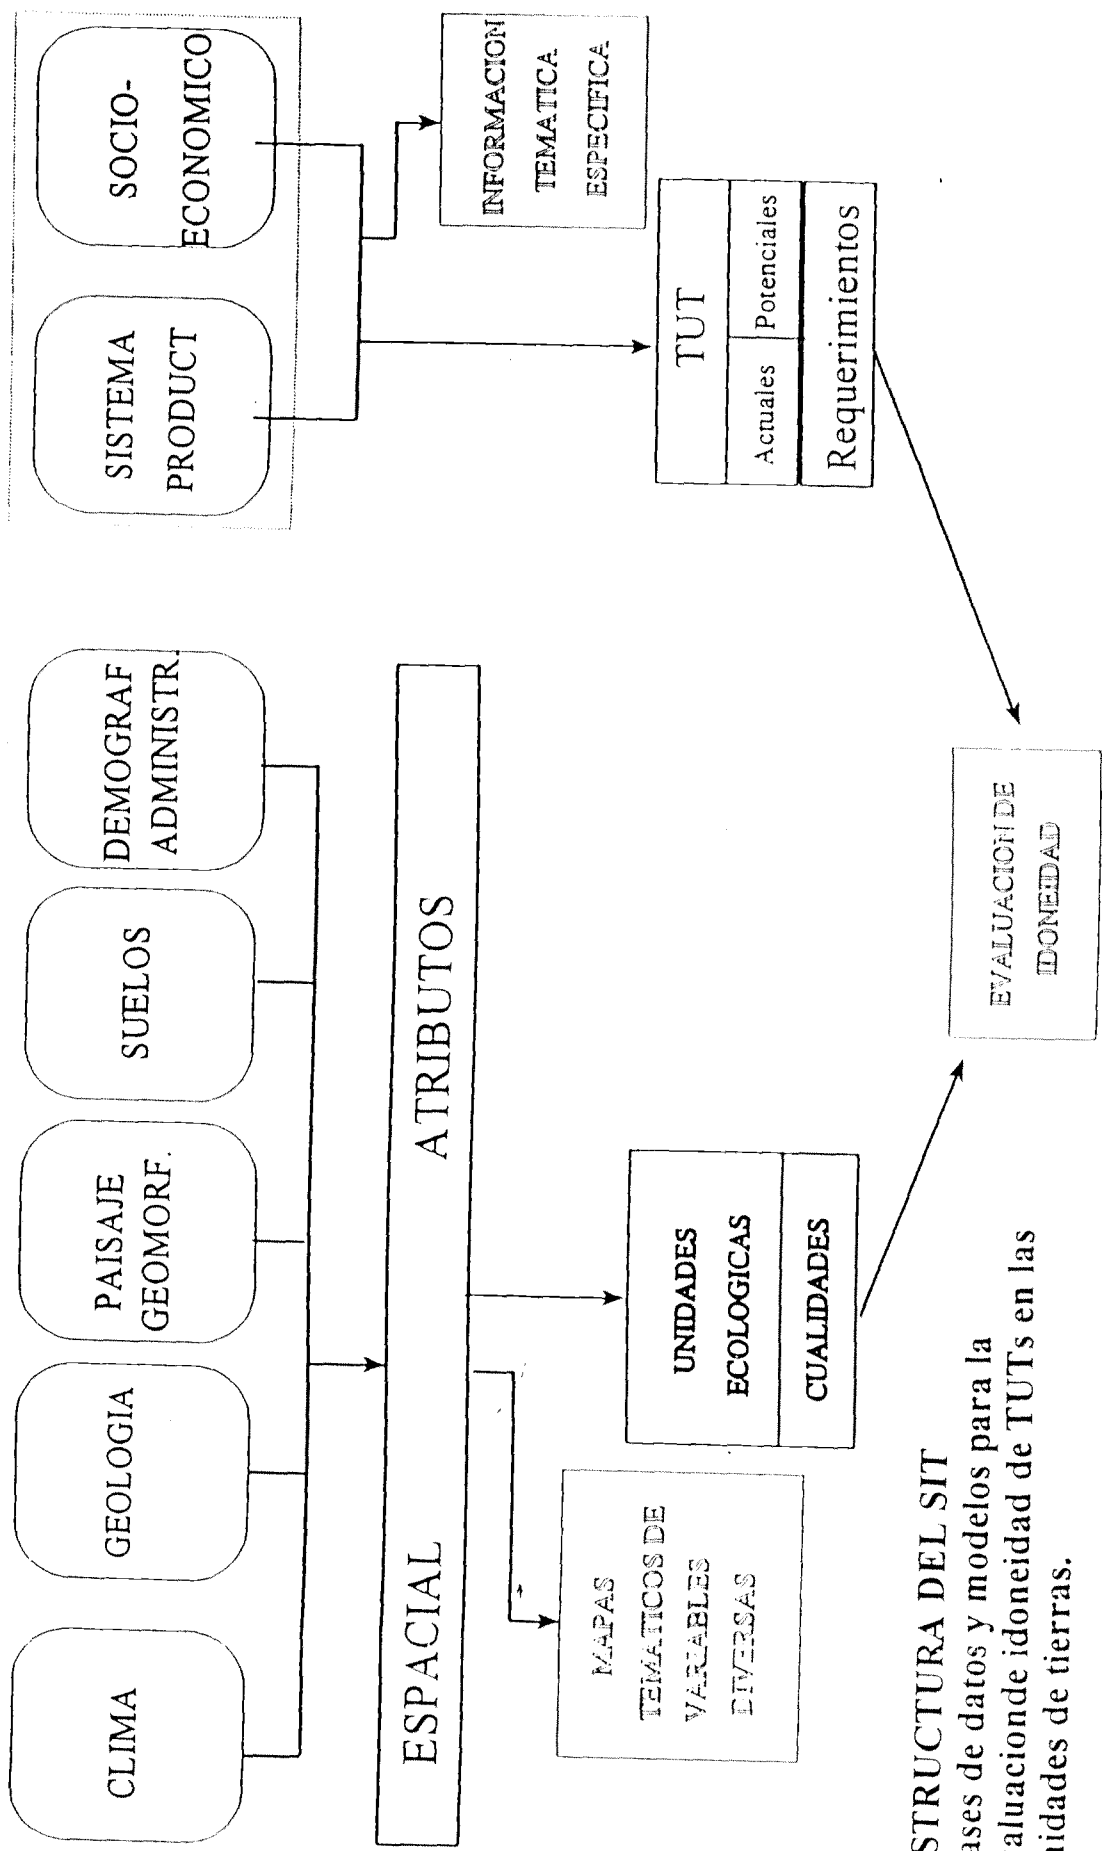 CLIMA
GEOLOGIA
PAISAJE
GEOMORF.
SUELOS
DEMOGRAF
ADMINISTR.
SISTEMA
PRODUCT
SOCIO-
ECONOMICO
ESPACIAL ATRIBUTOS
INFORMACION
TEMATICA
ESPECIFICA
MAPAS
TEMATICOS DE
VARIABLES
DIVERSAS
UNIDADES
ECOLOGICAS
CUALIDADES
TUT
Actuales Potenciales
Requerimientos
EVALUACION DE
IDONEIDAD
STRUCTURA DEL SIT
ases de datos y modelos para la
aluacionde idoneidad de TUTs en las
idades de tierras.